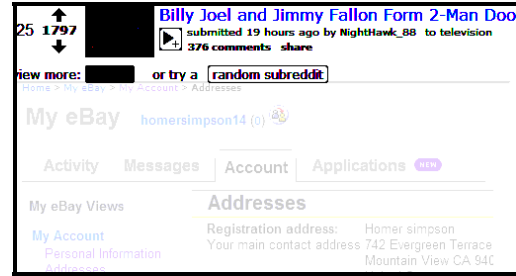 Billy Joel and Jimmy Fallon Form 2-Man Doo
25 1797
submitted 19 hours ago by NightHawk_88 to television
376 comments share
view more: or try a random subreddit
Home > My eBay > My Account > Addresses
My eBay homersimpson14 (0)
Activity Messages Account Applications NEW
My eBay Views
Addresses
Registration address: Homer simpson
My Account
Your main contact address 742 Evergreen Terrace
Personal Information
Mountain View CA 940
Addresses